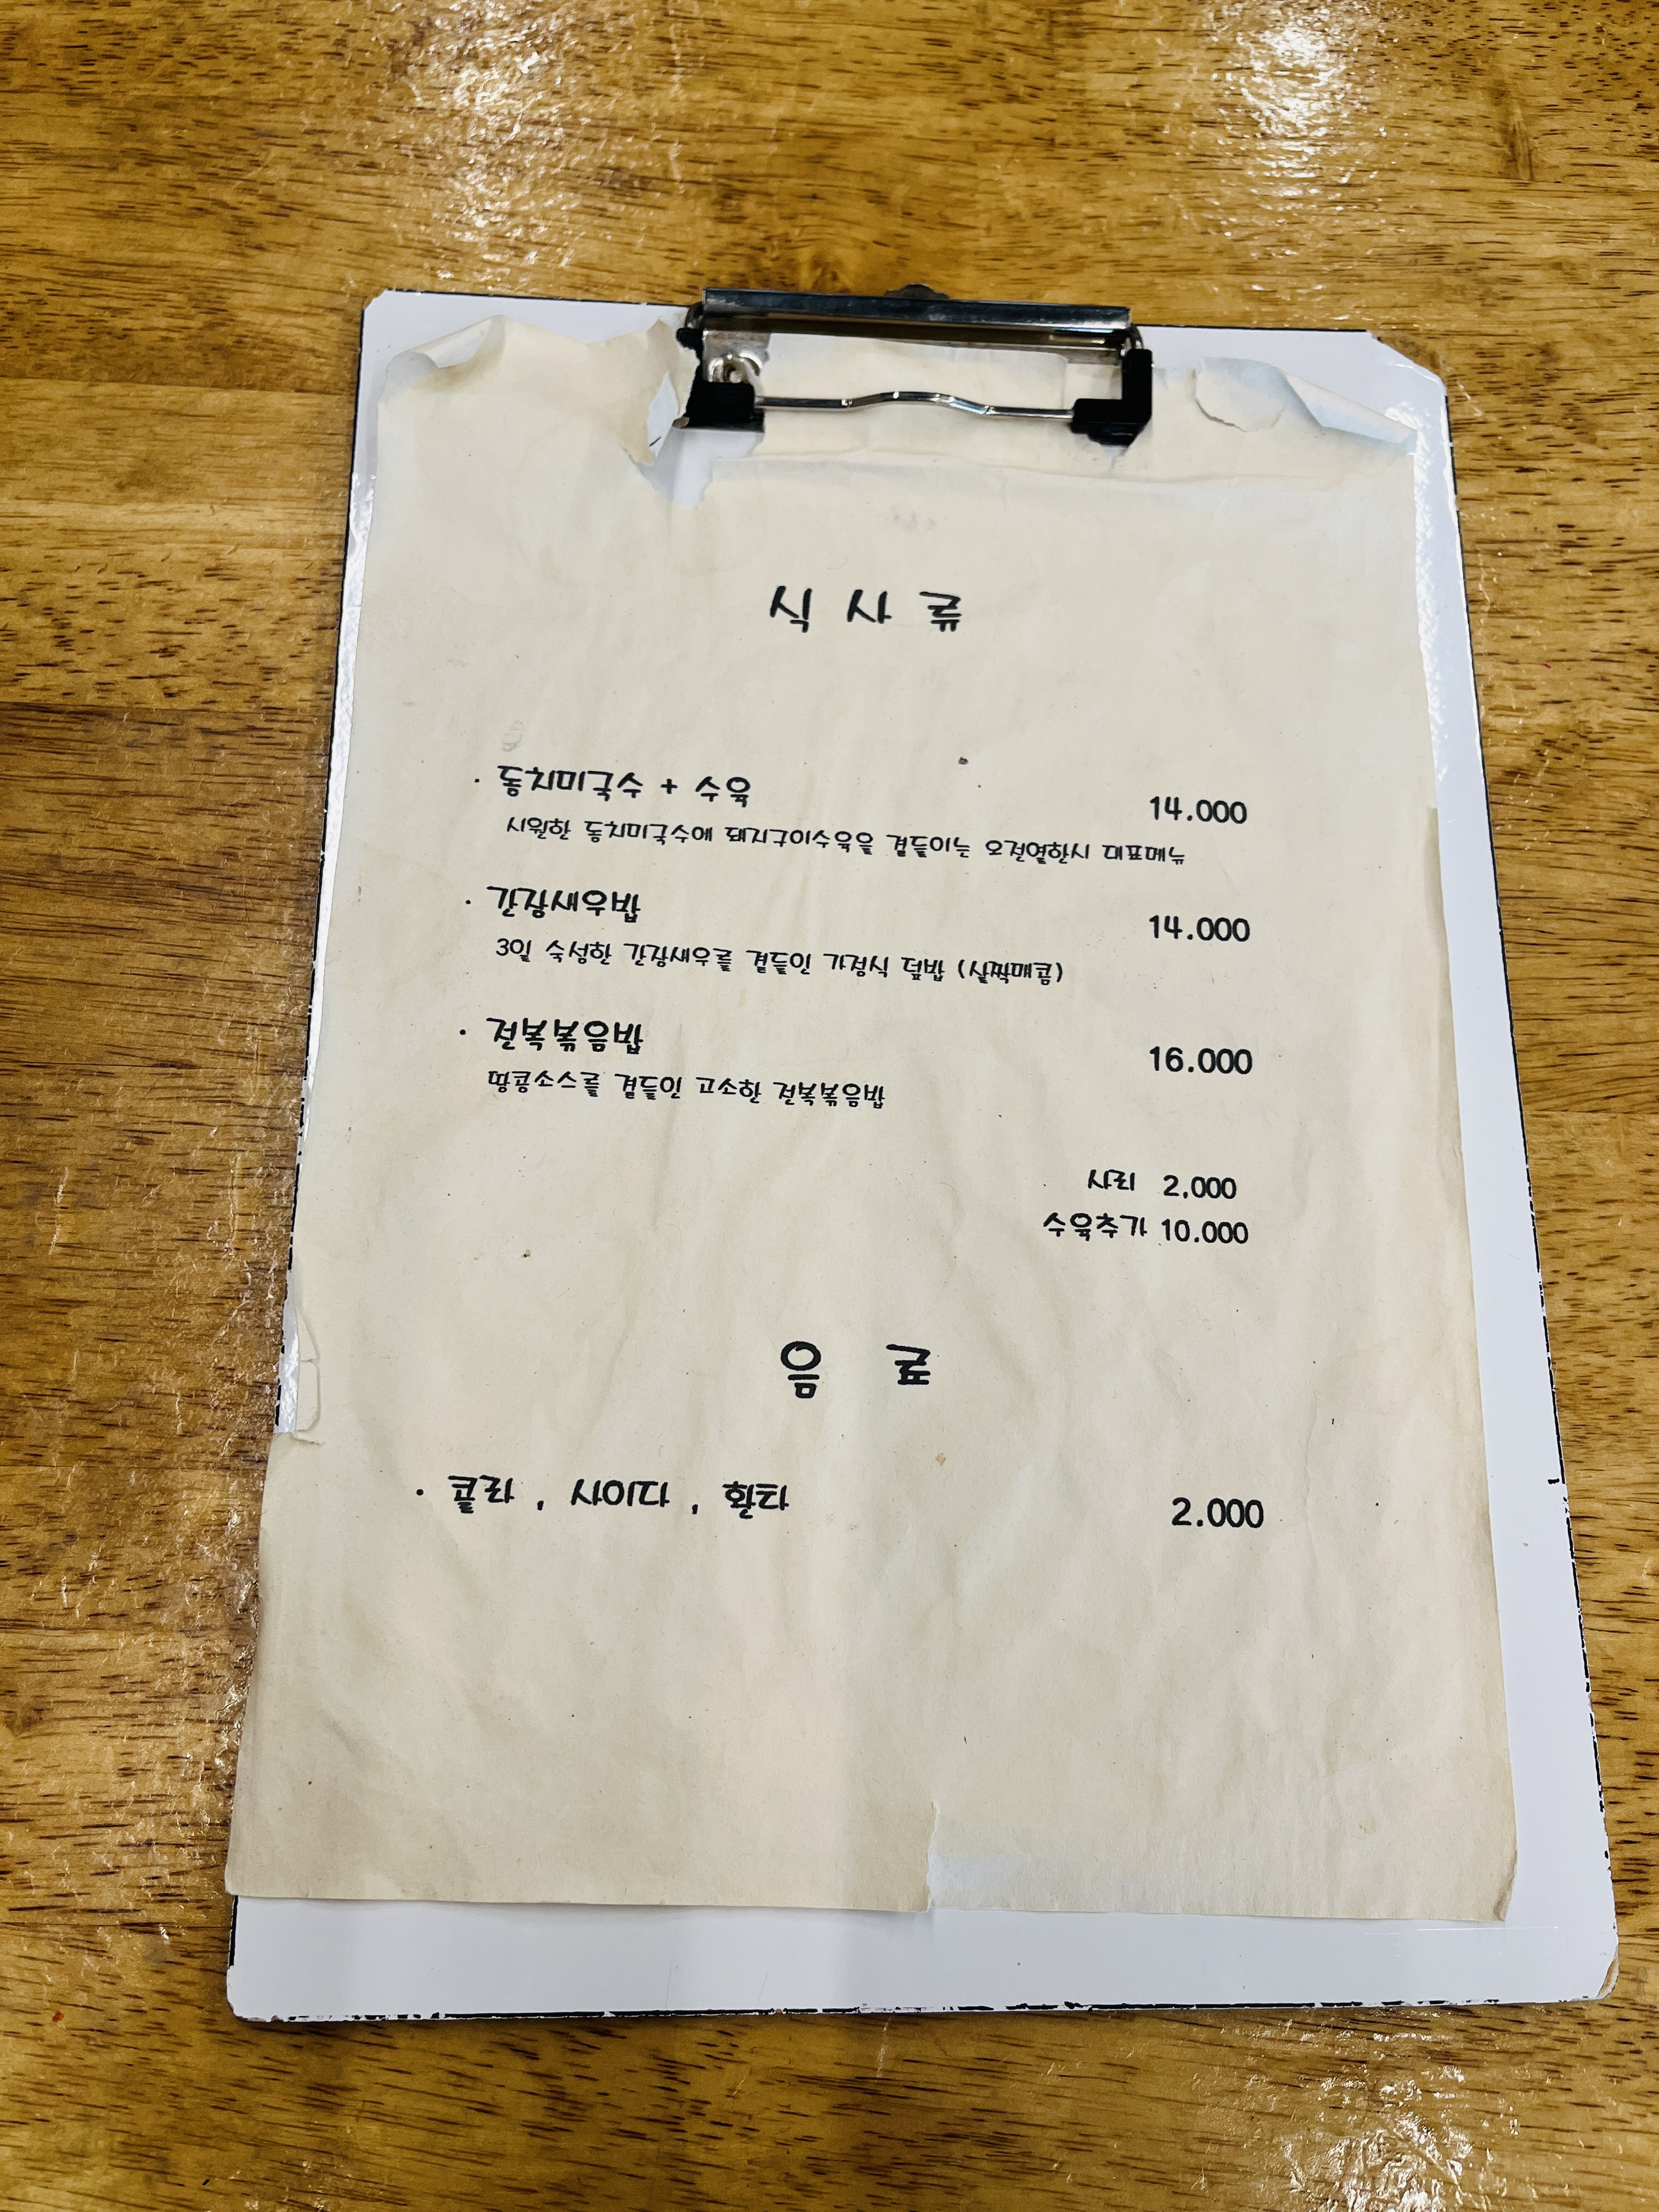 식 사 류
· 동치미국수 + 수육 14.000
시원한 동치미국수에 돼지구이수육을 곁들이는 오전열한시 대표메뉴
· 간장새우밥 14.000
3일 숙성한 간장새우를 곁들인 가정식 덮밥 (살짝매콤)
· 전복볶음밥 16.000
땅콩소스를 곁들인 고소한 전복볶음밥
사리 2.000
수육추가 10.000
음 료
· 콜라 , 사이다 , 환타 2.000